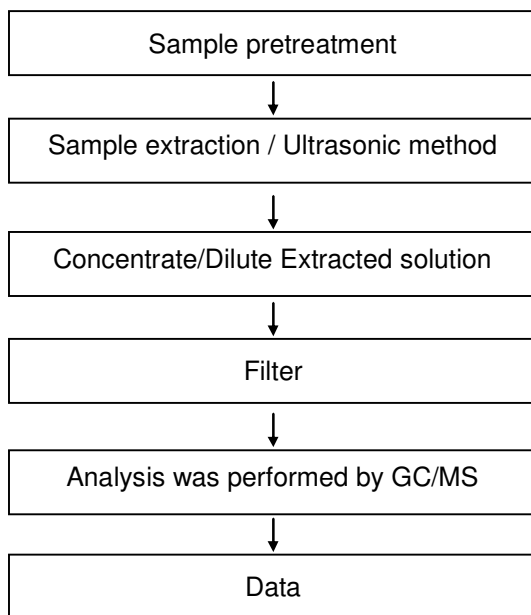 Sample pretreatment
Sample extraction / Ultrasonic method
Concentrate/Dilute Extracted solution
Filter
Analysis was performed by GC/MS
Data